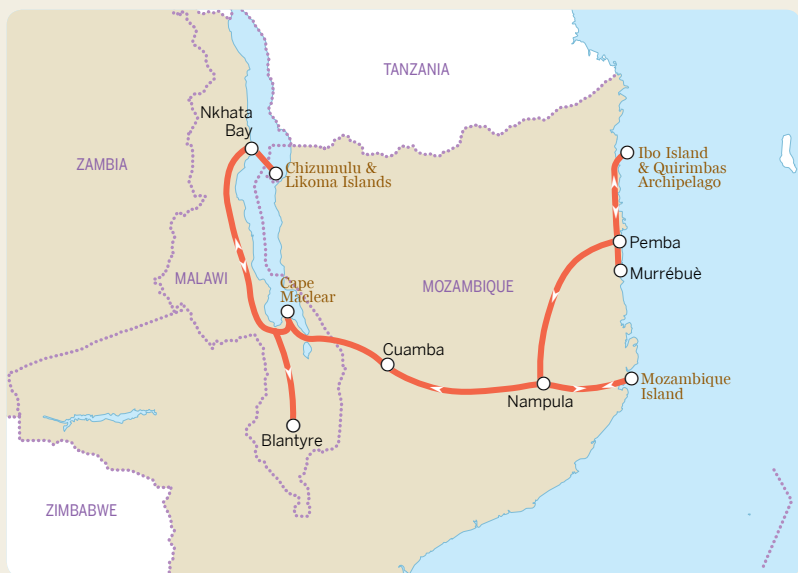 TANZANIA
Nkhata
Bay
ZAMBIA
Chizumulu &
Likoma Islands
Ibo Island
& Quirimbas
Archipelago
Pemba
Murrébuè
MALAWI
Cape
Maclear
MOZAMBIQUE
Cuamba
Mozambique
Island
Nampula
Blantyre
ZIMBABWE